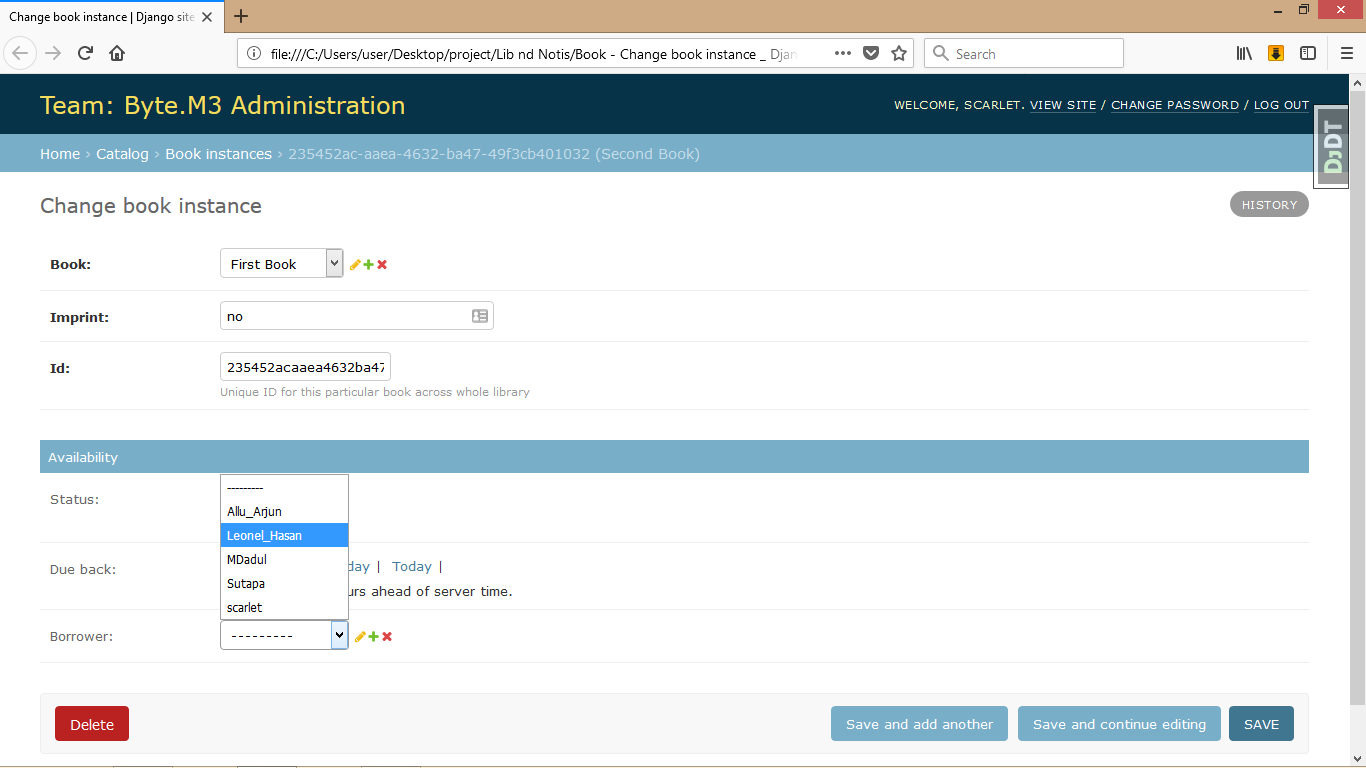 Change book instance | Django site
file:///C:/Users/user/Desktop/project/Lib nd Notis/Book - Change book instance _ Djan
Search
Team: Byte.M3 Administration
WELCOME, SCARLET. VIEW SITE / CHANGE PASSWORD / LOG OUT
DJDT
Home › Catalog › Book instances › 235452ac-aaea-4632-ba47-49f3cb401032 (Second Book)
Change book instance
HISTORY
Book:
First Book
Imprint:
no
Id:
235452acaaea4632ba47
Unique ID for this particular book across whole library
Availability
Status:
---------
Allu_Arjun
Leonel_Hasan
MDadul
Sutapa
scarlet
Due back:
day | Today |
urs ahead of server time.
Borrower:
---------
Delete
Save and add another
Save and continue editing
SAVE